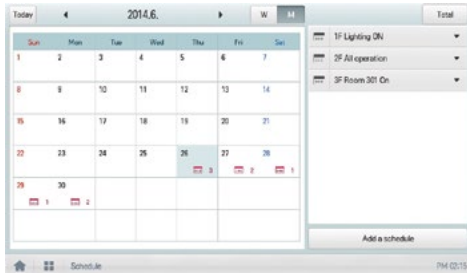 Today 2014.6. W M Total
Sun Mon Tue Wed Thu Fri Sat
1 2 3 4 5 6 7
8 9 10 11 12 13 14
15 16 17 18 19 20 21
22 23 24 25 26 27 28
3 2 1
29 30
1 2
1F Lighting ON
2F All operation
3F Room 301 On
Add a schedule
Schedule PM 02:15